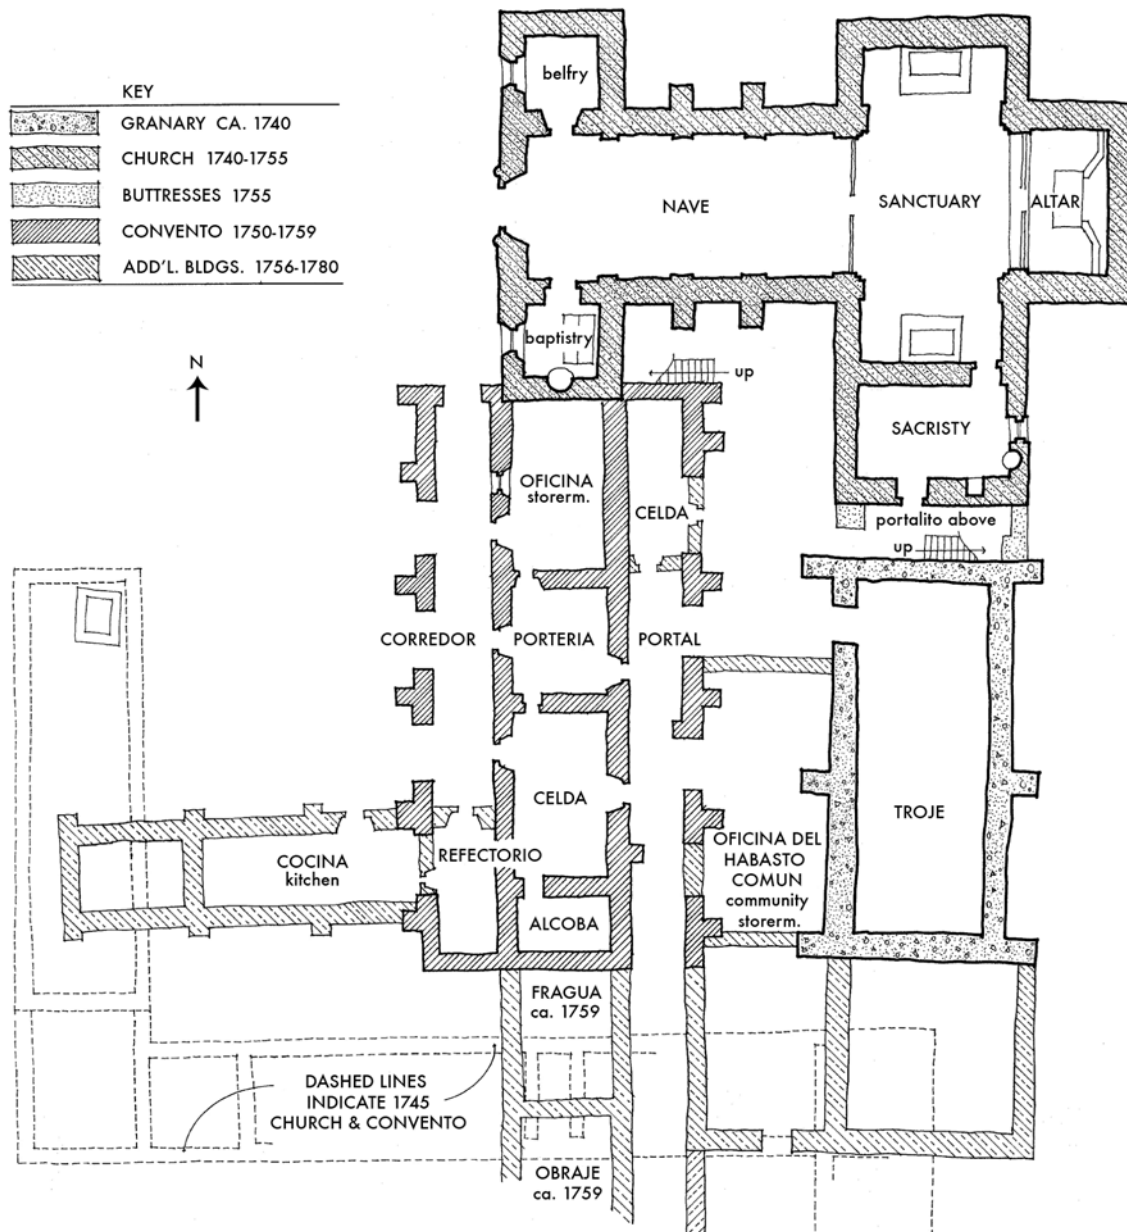 KEY
GRANARY CA. 1740
CHURCH 1740-1755
BUTTRESSES 1755
CONVENTO 1750-1759
ADD'L. BLDGS. 1756-1780
N
belfry
NAVE
SANCTUARY
ALTAR
baptistry
up
SACRISTY
OFICINA
storerm.
CELDA
portalito above
up
CORREDOR
PORTERIA
PORTAL
CELDA
TROJE
COCINA
kitchen
REFECTORIO
OFICINA DEL
HABASTO
COMUN
community
storerm.
ALCOBA
FRAGUA
ca. 1759
DASHED LINES
INDICATE 1745
CHURCH & CONVENTO
OBRAJE
ca. 1759